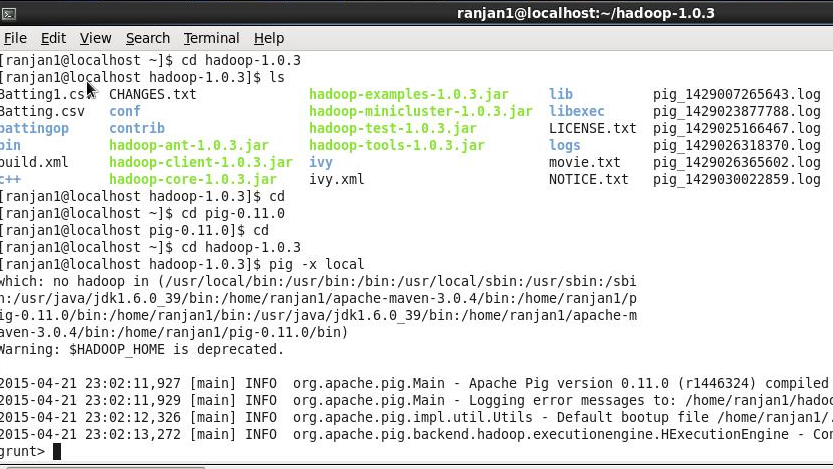 ranjan1@localhost:~/hadoop-1.0.3
File Edit View Search Terminal Help
[ranjan1@localhost ~]$ cd hadoop-1.0.3
[ranjan1@localhost hadoop-1.0.3]$ ls
Batting1.csv CHANGES.txt hadoop-examples-1.0.3.jar lib pig_1429007265643.log
Batting.csv conf hadoop-minicluster-1.0.3.jar libexec pig_1429023877788.log
battingop contrib hadoop-test-1.0.3.jar LICENSE.txt pig_1429025166467.log
bin hadoop-ant-1.0.3.jar hadoop-tools-1.0.3.jar logs pig_1429026318370.log
build.xml hadoop-client-1.0.3.jar ivy movie.txt pig_1429026365602.log
c++ hadoop-core-1.0.3.jar ivy.xml NOTICE.txt pig_1429030022859.log
[ranjan1@localhost hadoop-1.0.3]$ cd
[ranjan1@localhost ~]$ cd pig-0.11.0
[ranjan1@localhost pig-0.11.0]$ cd
[ranjan1@localhost ~]$ cd hadoop-1.0.3
[ranjan1@localhost hadoop-1.0.3]$ pig -x local
which: no hadoop in (/usr/local/bin:/usr/bin:/bin:/usr/local/sbin:/usr/sbin:/sbi
n:/usr/java/jdk1.6.0_39/bin:/home/ranjan1/apache-maven-3.0.4/bin:/home/ranjan1/p
ig-0.11.0/bin:/home/ranjan1/bin:/usr/java/jdk1.6.0_39/bin:/home/ranjan1/apache-m
aven-3.0.4/bin:/home/ranjan1/pig-0.11.0/bin)
Warning: $HADOOP_HOME is deprecated.
2015-04-21 23:02:11,927 [main] INFO org.apache.pig.Main - Apache Pig version 0.11.0 (r1446324) compiled
2015-04-21 23:02:11,929 [main] INFO org.apache.pig.Main - Logging error messages to: /home/ranjan1/hadoo
2015-04-21 23:02:12,326 [main] INFO org.apache.pig.impl.util.Utils - Default bootup file /home/ranjan1/.
2015-04-21 23:02:13,272 [main] INFO org.apache.pig.backend.hadoop.executionengine.HExecutionEngine - Con
grunt>